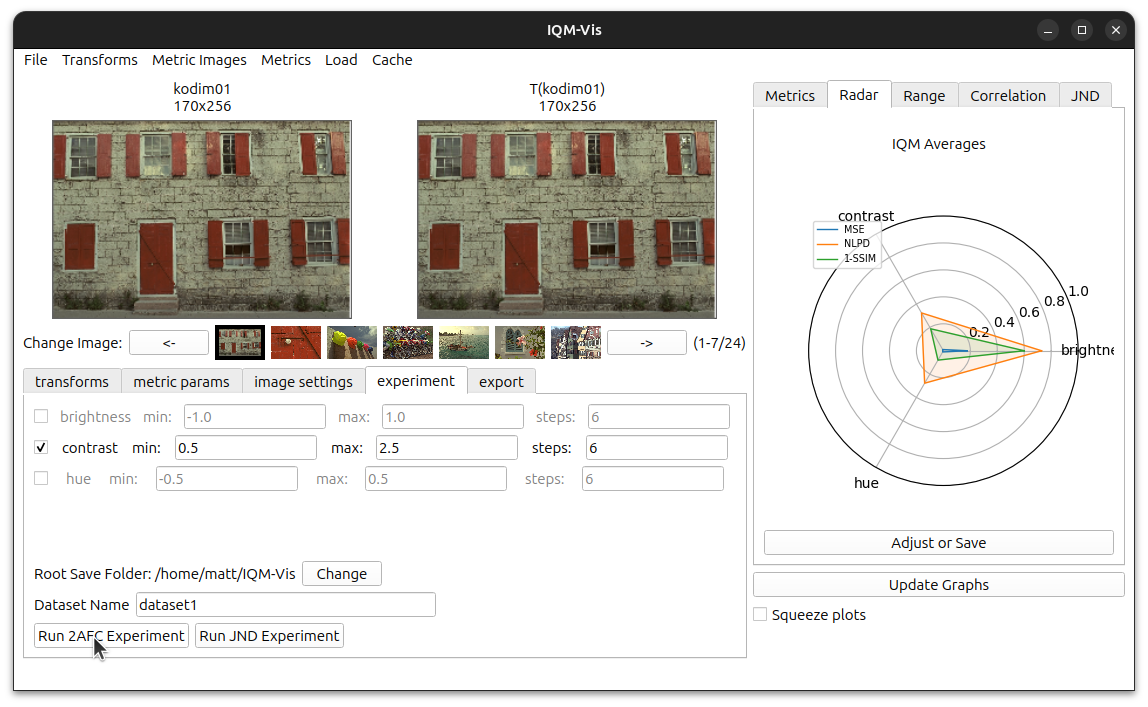 IQM-Vis
File Transforms Metric Images Metrics Load Cache
kodim01
170x256
T(kodim01)
170x256
Change Image: <- -> (1-7/24)
transforms metric params image settings experiment export
brightness min: -1.0 max: 1.0 steps: 6
contrast min: 0.5 max: 2.5 steps: 6
hue min: -0.5 max: 0.5 steps: 6
Root Save Folder: /home/matt/IQM-Vis Change
Dataset Name dataset1
Run 2AFC Experiment Run JND Experiment
Metrics Radar Range Correlation JND
IQM Averages
contrast
MSE
NLPD
1-SSIM
1.0
0.8
0.6
0.4
0.2
brightne
hue
Adjust or Save
Update Graphs
Squeeze plots